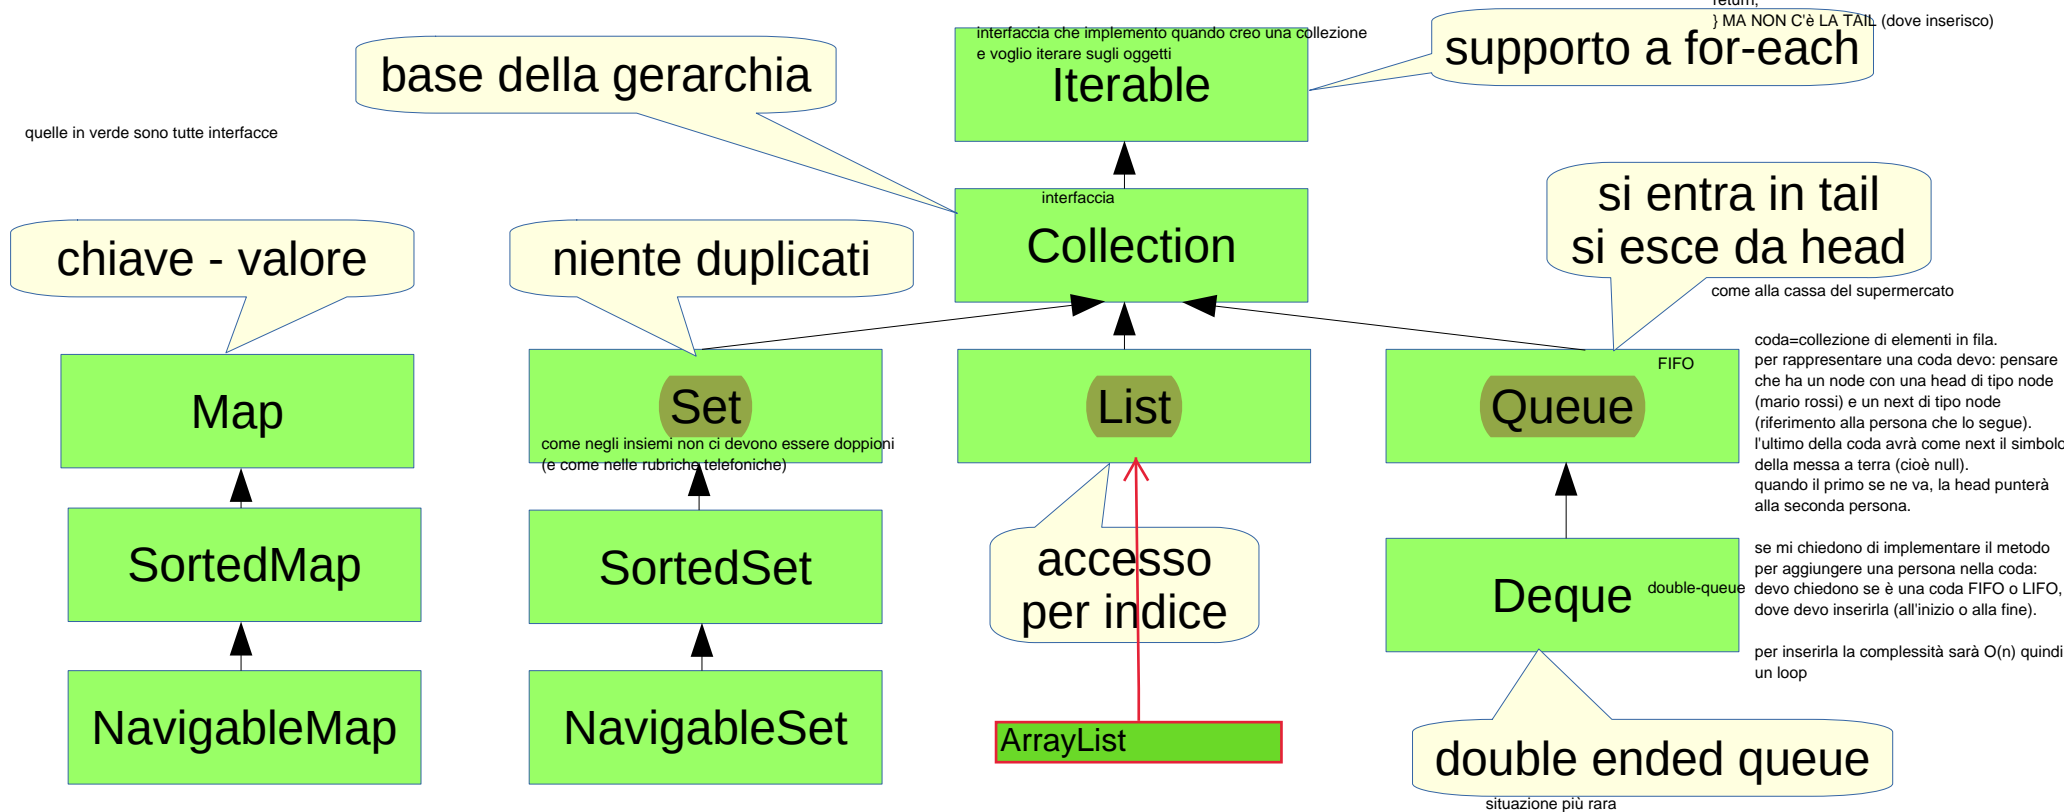 return;
} MA NON C'è LA TAIL (dove inserisco)
interfaccia che implemento quando creo una collezione
e voglio iterare sugli oggetti
Iterable
supporto a for-each
base della gerarchia
quelle in verde sono tutte interfacce
interfaccia
Collection
si entra in tail
si esce da head
come alla cassa del supermercato
chiave - valore
niente duplicati
Map
Set
come negli insiemi non ci devono essere doppioni
(e come nelle rubriche telefoniche)
List
FIFO
Queue
coda=collezione di elementi in fila.
per rappresentare una coda devo: pensare
che ha un node con una head di tipo node
(mario rossi) e un next di tipo node
(riferimento alla persona che lo segue).
l'ultimo della coda avrà come next il simbolo
della messa a terra (cioè null).
quando il primo se ne va, la head punterà
alla seconda persona.
se mi chiedono di implementare il metodo
per aggiungere una persona nella coda:
devo chiedono se è una coda FIFO o LIFO,
dove devo inserirla (all'inizio o alla fine).
per inserirla la complessità sarà O(n) quindi
un loop
SortedMap
SortedSet
accesso
per indice
Deque
double-queue
NavigableMap
NavigableSet
ArrayList
double ended queue
situazione più rara